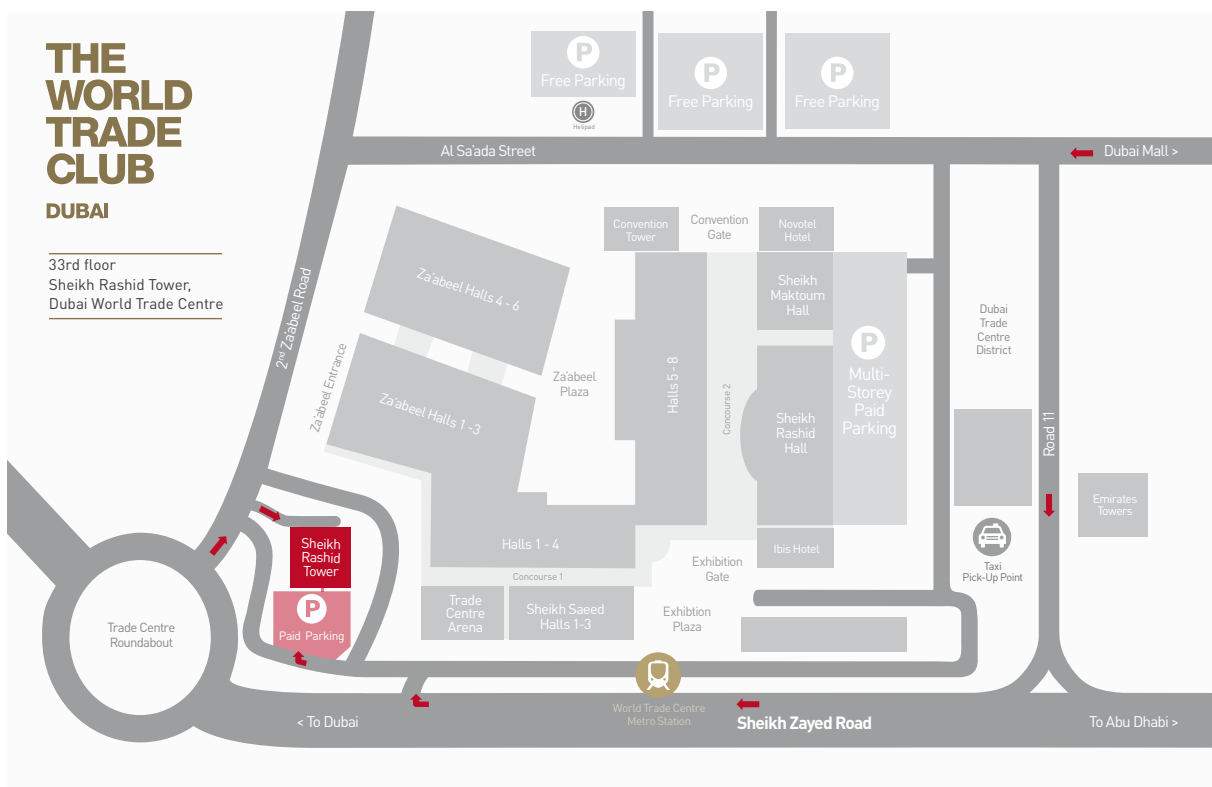 THE
WORLD
TRADE
CLUB
DUBAI
33rd floor
Sheikh Rashid Tower,
Dubai World Trade Centre
P
Free Parking
H
Helipad
P
Free Parking
P
Free Parking
Al Sa'ada Street
Dubai Mall >
2nd Za'abeel Road
Za'abeel Halls 4 - 6
Za'abeel Entrance
Za'abeel Halls 1 -3
Za'abeel
Plaza
Convention
Tower
Convention
Gate
Novotel
Hotel
Halls 5 - 8
Concourse 2
Sheikh
Maktoum
Hall
Sheikh
Rashid
Hall
P
Multi-
Storey
Paid
Parking
Dubai
Trade
Centre
District
Road 11
Emirates
Towers
Taxi
Pick-Up Point
Sheikh
Rashid
Tower
P
Paid Parking
Trade Centre
Roundabout
Halls 1 - 4
Concourse 1
Trade
Centre
Arena
Sheikh Saeed
Halls 1-3
Exhibition
Gate
Ibis Hotel
Exhibtion
Plaza
World Trade Centre
Metro Station
< To Dubai
Sheikh Zayed Road
To Abu Dhabi >